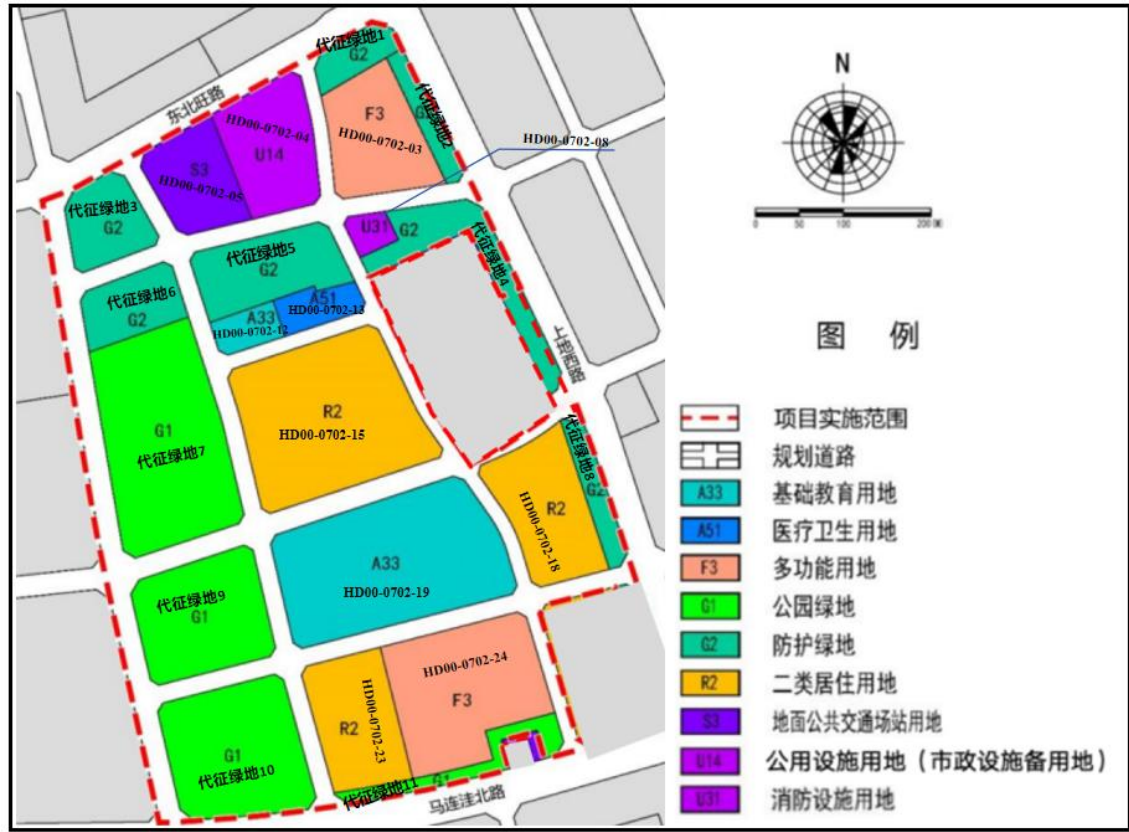 代征绿地1
G2
东北旺路
F3
HD00-0702-03
代征绿地2
HD00-0702-04
U14
S3
HD00-0702-05
HD00-0702-08
代征绿地3
G2
U31
G2
代征绿地4
代征绿地5
G2
代征绿地6
G2
A51
HD00-0702-13
A33
HD00-0702-12
R2
HD00-0702-15
G1
代征绿地7
代征绿地8
G2
R2
HD00-0702-18
A33
HD00-0702-19
代征绿地9
G1
HD00-0702-24
F3
R2
HD00-0702-23
G1
代征绿地10
代征绿地11
G1
马连洼北路
N
0 50 100 200
图 例
项目实施范围
规划道路
A33 基础教育用地
A51 医疗卫生用地
F3 多功能用地
G1 公园绿地
G2 防护绿地
R2 二类居住用地
S3 地面公共交通场站用地
U14 公用设施用地（市政设施备用地）
U31 消防设施用地